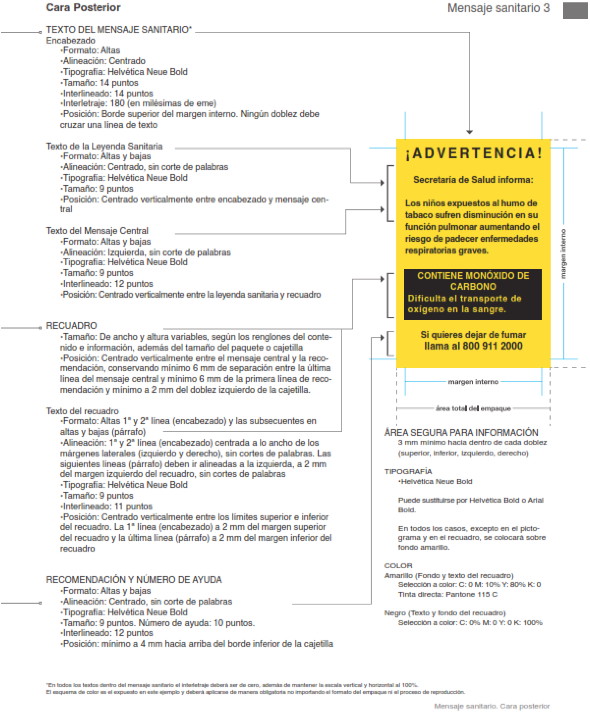 Cara Posterior
Mensaje sanitario 3
TEXTO DEL MENSAJE SANITARIO*
Encabezado
•Formato: Altas
•Alineación: Centrado
•Tipografía: Helvética Neue Bold
•Tamaño: 14 puntos
•Interlineado: 14 puntos
•Interletraje: 180 (en milésimas de eme)
•Posición: Borde superior del margen interno. Ningún doblez debe
cruzar una línea de texto
Texto de la Leyenda Sanitaria
•Formato: Altas y bajas
•Alineación: Centrado, sin corte de palabras
•Tipografía: Helvética Neue Bold
•Tamaño: 9 puntos
•Posición: Centrado verticalmente entre encabezado y mensaje cen-
tral
Texto del Mensaje Central
•Formato: Altas y bajas
•Alineación: Izquierda, sin corte de palabras
•Tipografía: Helvética Neue Bold
•Tamaño: 9 puntos
•Interlineado: 12 puntos
•Posición: Centrado verticalmente entre la leyenda sanitaria y recuadro
RECUADRO
•Tamaño: De ancho y altura variables, según los renglones del conte-
nido e información, además del tamaño del paquete o cajetilla
•Posición: Centrado verticalmente entre el mensaje central y la reco-
mendación, conservando mínimo 6 mm de separación entre la última
línea del mensaje central y mínimo 6 mm de la primera línea de reco-
mendación y mínimo a 2 mm del doblez izquierdo de la cajetilla.
Texto del recuadro
•Formato: Altas 1ª y 2ª línea (encabezado) y las subsecuentes en
altas y bajas (párrafo)
•Alineación: 1ª y 2ª línea (encabezado) centrada a lo ancho de los
márgenes laterales (izquierdo y derecho), sin cortes de palabras. Las
siguientes líneas (párrafo) deben ir alineadas a la izquierda, a 2 mm
del margen izquierdo del recuadro, sin cortes de palabras
•Tipografía: Helvética Neue Bold
•Tamaño: 9 puntos
•Interlineado: 11 puntos
•Posición: Centrado verticalmente entre los límites superior e inferior
del recuadro. La 1ª línea (encabezado) a 2 mm del margen superior
del recuadro y la última línea (párrafo) a 2 mm del margen inferior del
recuadro
RECOMENDACIÓN Y NÚMERO DE AYUDA
•Formato: Altas y bajas
•Alineación: Centrado, sin corte de palabras
•Tipografía: Helvética Neue Bold
•Tamaño: 9 puntos. Número de ayuda: 10 puntos.
•Interlineado: 12 puntos
•Posición: mínimo a 4 mm hacia arriba del borde inferior de la cajetilla
¡ADVERTENCIA!
Secretaría de Salud informa:
Los niños expuestos al humo de
tabaco sufren disminución en su
función pulmonar aumentando el
riesgo de padecer enfermedades
respiratorias graves.
CONTIENE MONÓXIDO DE
CARBONO
Dificulta el transporte de
oxígeno en la sangre.
Si quieres dejar de fumar
llama al 800 911 2000
margen interno
margen interno
área total del empaque
ÁREA SEGURA PARA INFORMACIÓN
3 mm mínimo hacia dentro de cada doblez
(superior, inferior, izquierdo, derecho)
TIPOGRAFÍA
•Helvética Neue Bold
Puede sustituirse por Helvética Bold o Arial
Bold.
En todos los casos, excepto en el picto-
grama y en el recuadro, se colocará sobre
fondo amarillo.
COLOR
Amarillo (Fondo y texto del recuadro)
Selección a color: C: 0 M: 10% Y: 80% K: 0
Tinta directa: Pantone 115 C
Negro (Texto y fondo del recuadro)
Selección a color: C: 0% M: 0 Y: 0 K: 100%
*En todos los textos dentro del mensaje sanitario el interletraje deberá ser de cero, además de mantener la escala vertical y horizontal al 100%.
El esquema de color es el expuesto en este ejemplo y deberá aplicarse de manera obligatoria no importando el formato del empaque ni el proceso de reproducción.
Mensaje sanitario. Cara posterior